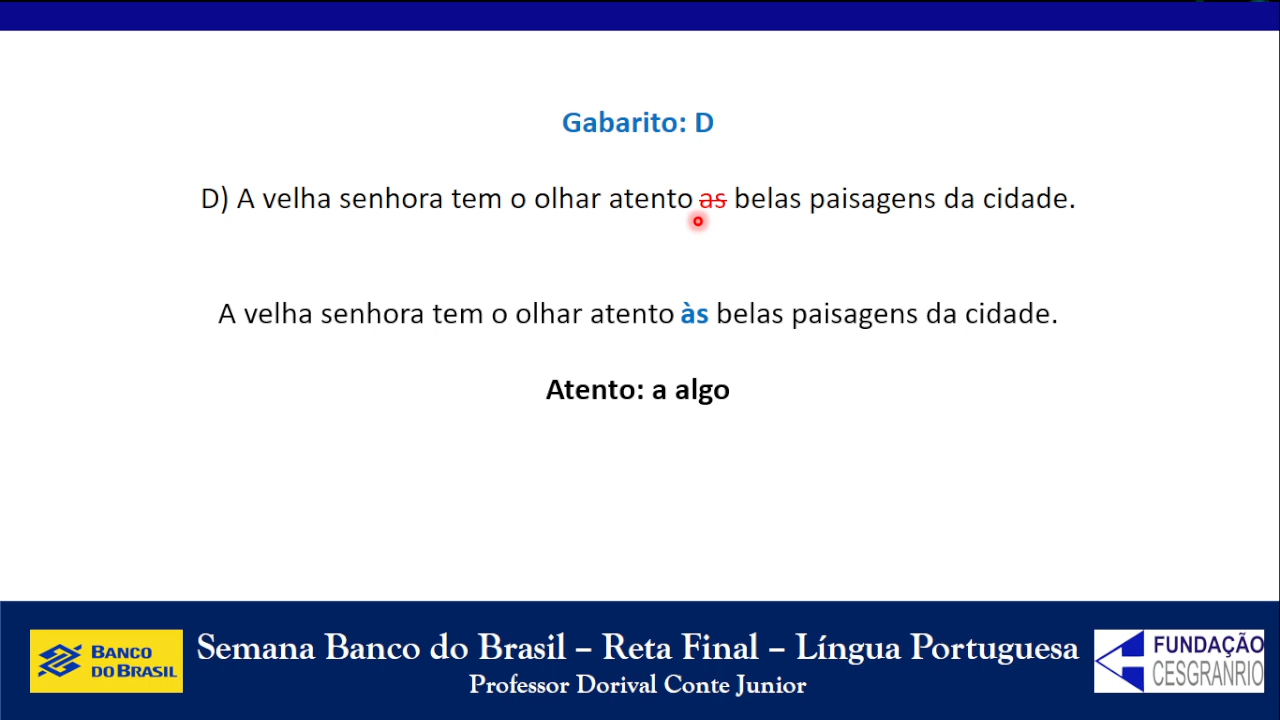 Gabarito: D
D) A velha senhora tem o olhar atento as belas paisagens da cidade.
A velha senhora tem o olhar atento às belas paisagens da cidade.
Atento: a algo
BANCO
DO BRASIL
Semana Banco do Brasil – Reta Final – Língua Portuguesa
Professor Dorival Conte Junior
FUNDAÇÃO
CESGRANRIO